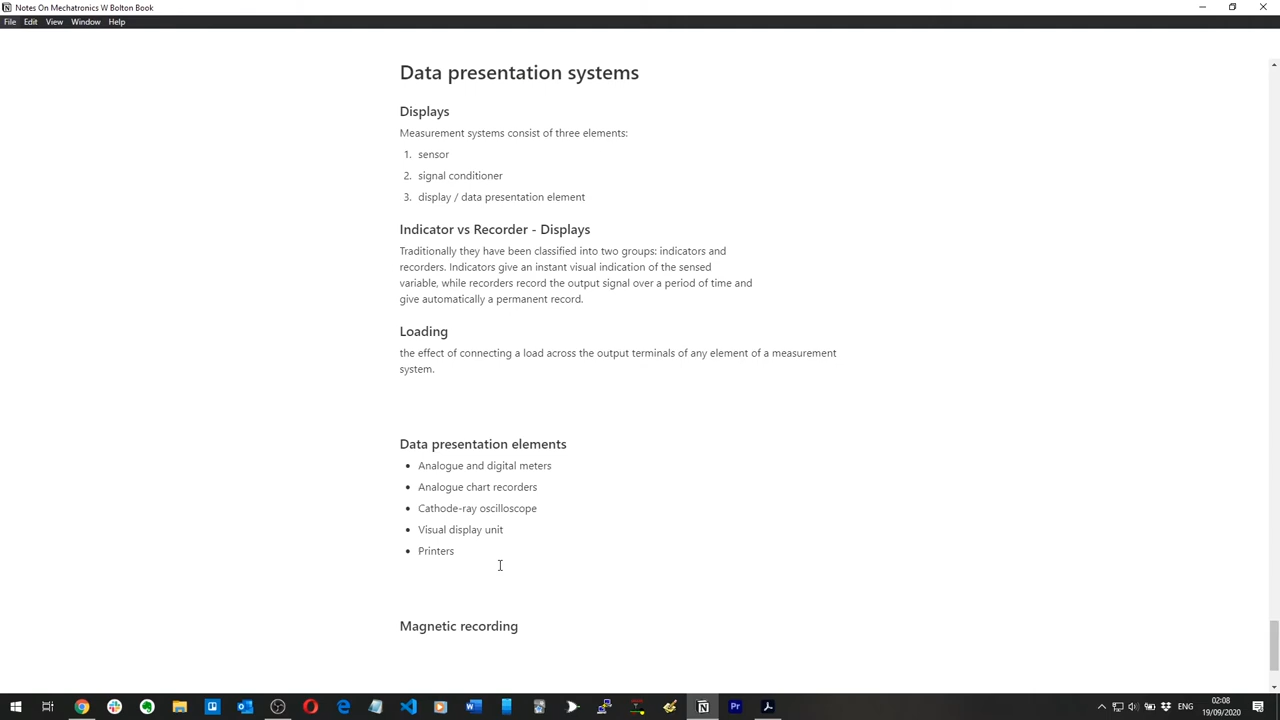 Notes On Mechatronics W Bolton Book
File Edit View Window Help
Data presentation systems
Displays
Measurement systems consist of three elements:
1. sensor
2. signal conditioner
3. display / data presentation element
Indicator vs Recorder - Displays
Traditionally they have been classified into two groups: indicators and
recorders. Indicators give an instant visual indication of the sensed
variable, while recorders record the output signal over a period of time and
give automatically a permanent record.
Loading
the effect of connecting a load across the output terminals of any element of a measurement
system.
Data presentation elements
• Analogue and digital meters
• Analogue chart recorders
• Cathode-ray oscilloscope
• Visual display unit
• Printers
Magnetic recording
ENG
02:08
19/09/2020